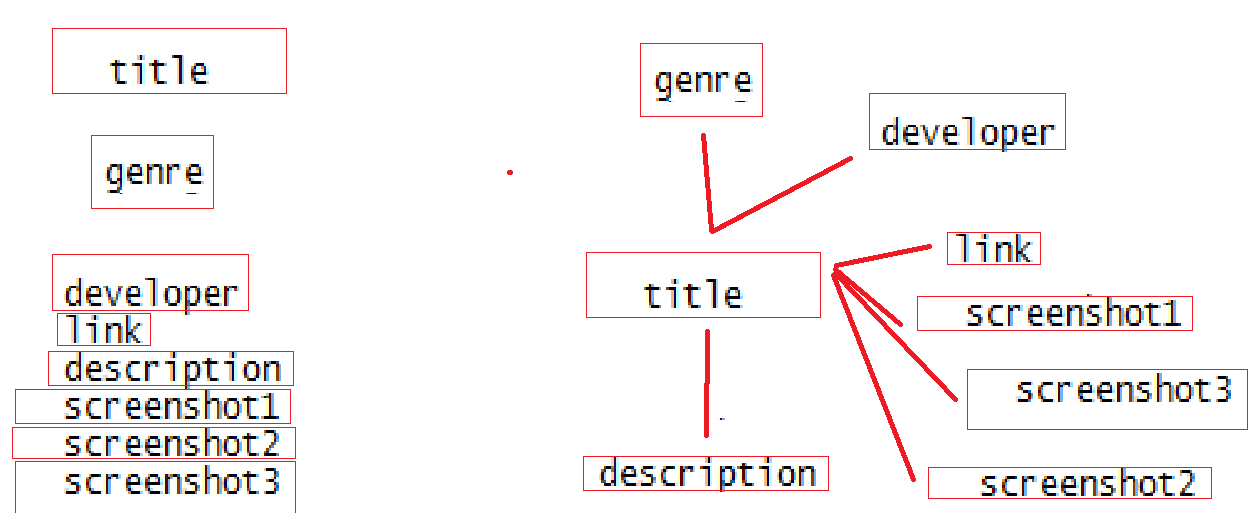 title
genre
developer
link
description
screenshot1
screenshot2
screenshot3
genre
developer
link
title
screenshot1
screenshot3
description
screenshot2